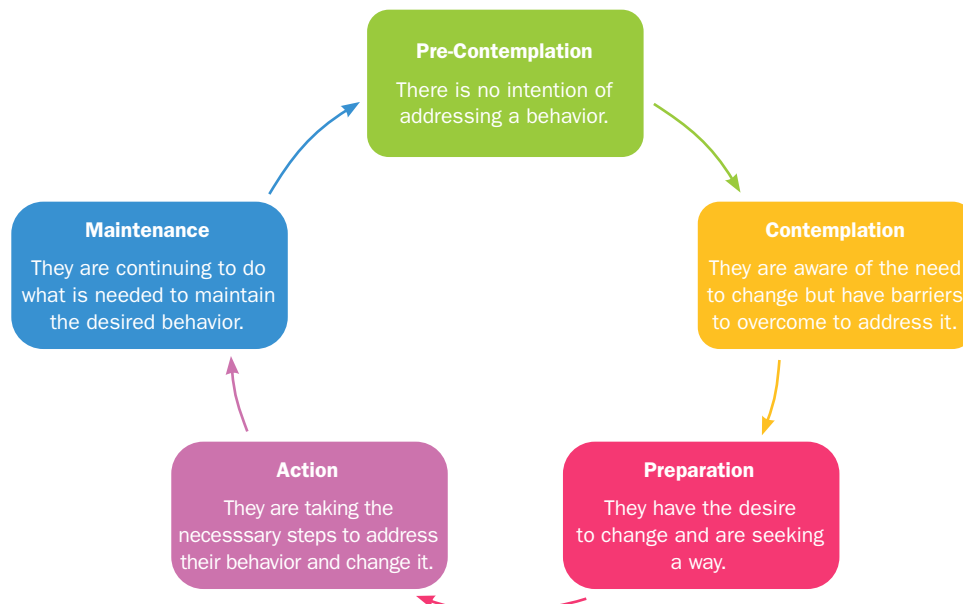 Pre-Contemplation
There is no intention of
addressing a behavior.
Contemplation
They are aware of the need
to change but have barriers
to overcome to address it.
Preparation
They have the desire
to change and are seeking
a way.
Action
They are taking the
necesssary steps to address
their behavior and change it.
Maintenance
They are continuing to do
what is needed to maintain
the desired behavior.